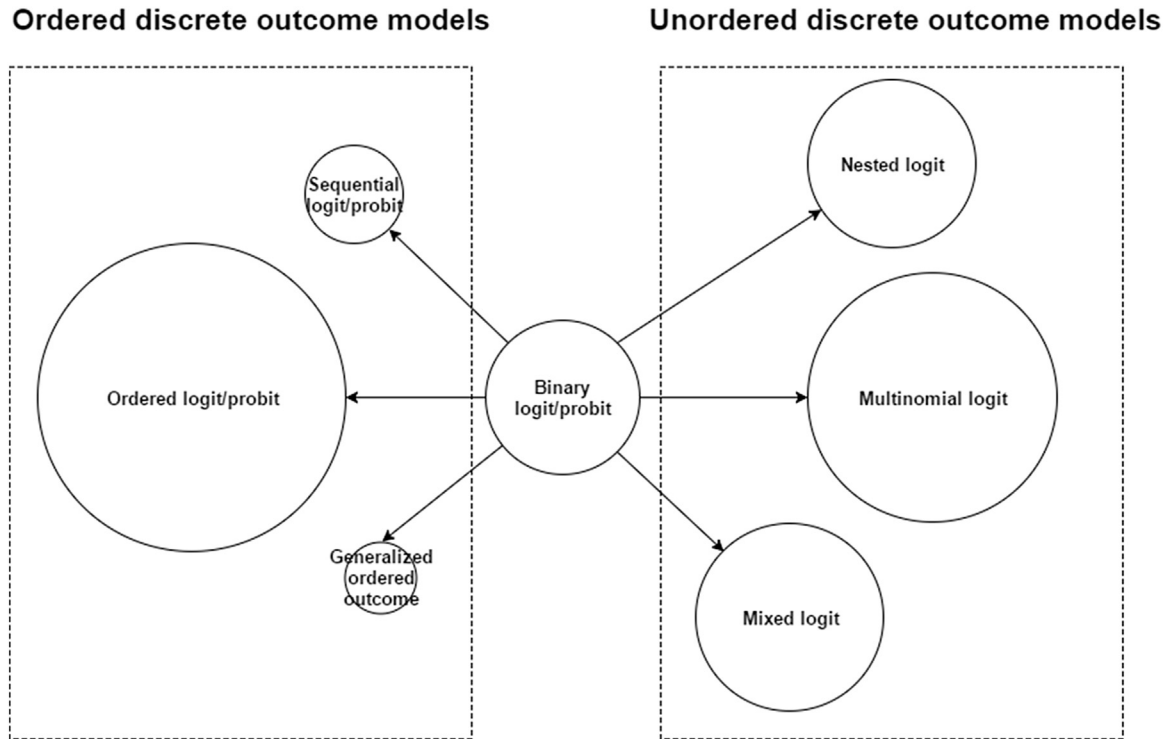 Ordered discrete outcome models
Unordered discrete outcome models
Sequential
logit/probit
Ordered logit/probit
Generalized
ordered
outcome
Binary
logit/probit
Nested logit
Multinomial logit
Mixed logit